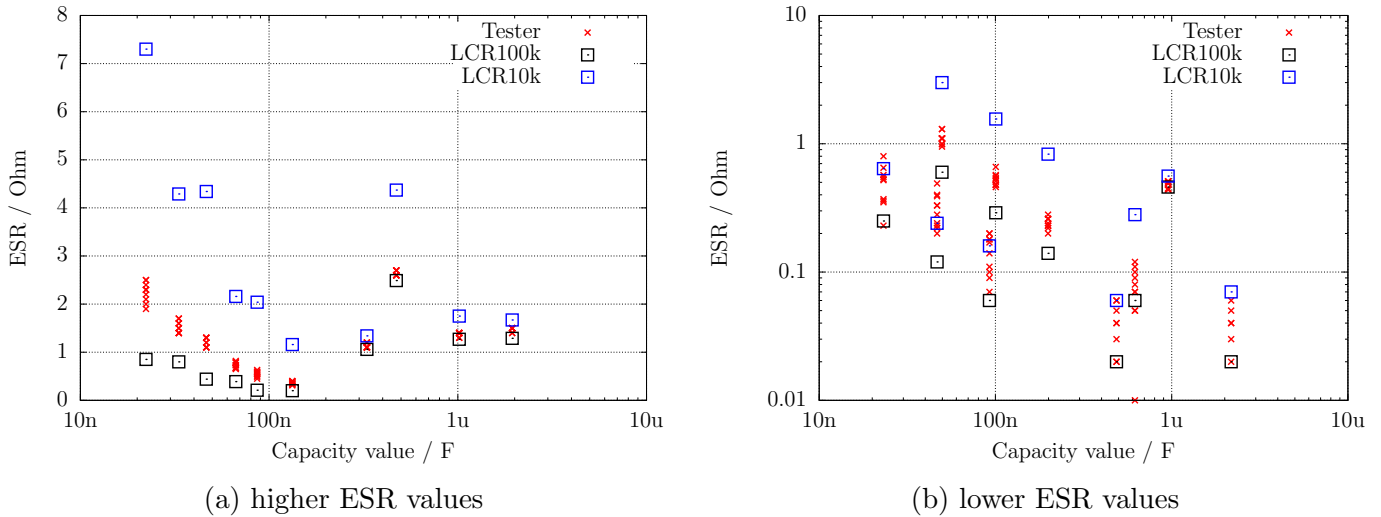 8
7
6
5
4
3
2
1
0
10n 100n 1u 10u
ESR / Ohm
Capacity value / F
Tester
LCR100k
LCR10k
(a) higher ESR values
10
1
0.1
0.01
10n 100n 1u 10u
ESR / Ohm
Capacity value / F
Tester
LCR100k
LCR10k
(b) lower ESR values